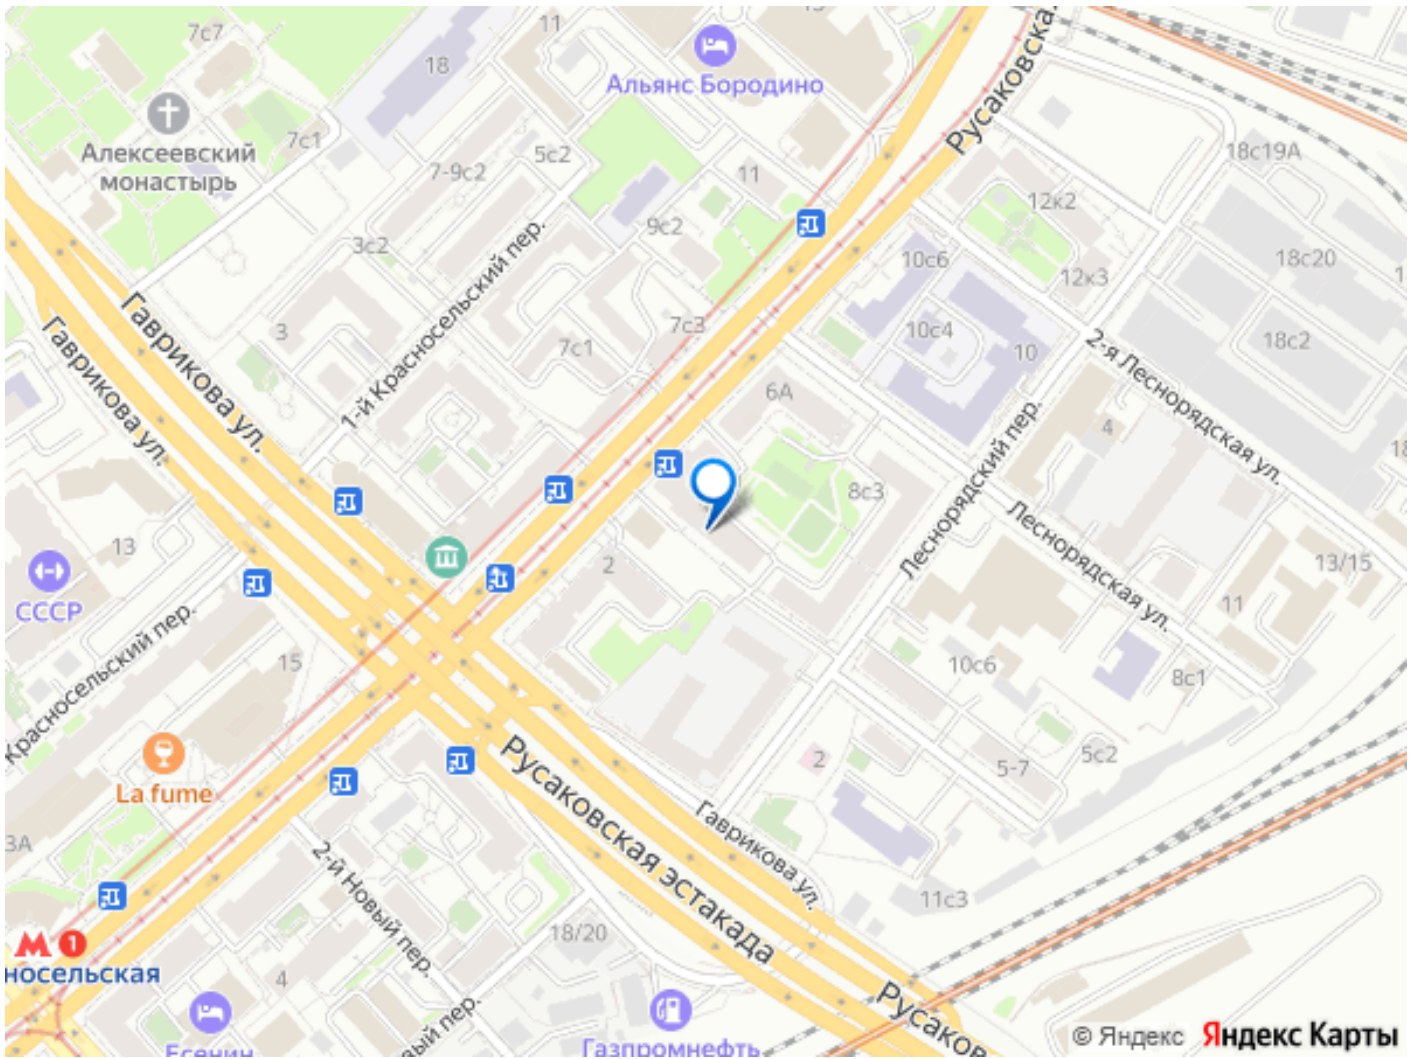 7с7
11
18
Альянс Бородино
Русаковска
Алексеевский
монастырь
7с1
7-9с2
5с2
11
18с19А
12к2
9с2
3с2
1-й Красносельский пер.
10с6
12к3
18с20
Гаврикова ул.
Гаврикова ул.
3
7с3
7с1
10с4
10
18с2
2-я Леснорядская ул.
6А
4
8с3
Леснорядский пер.
Леснорядская ул.
13
2
13/15
11
СССР
Красносельский пер.
15
10с6
8с1
La fume
2
5-7
5с2
Русаковская эстакада
Гаврикова ул.
3А
2-й Новый пер.
11с3
18/20
1
носельская
4
Русаков
вый пер.
Есенин
Газпромнефть
© Яндекс Яндекс Карты